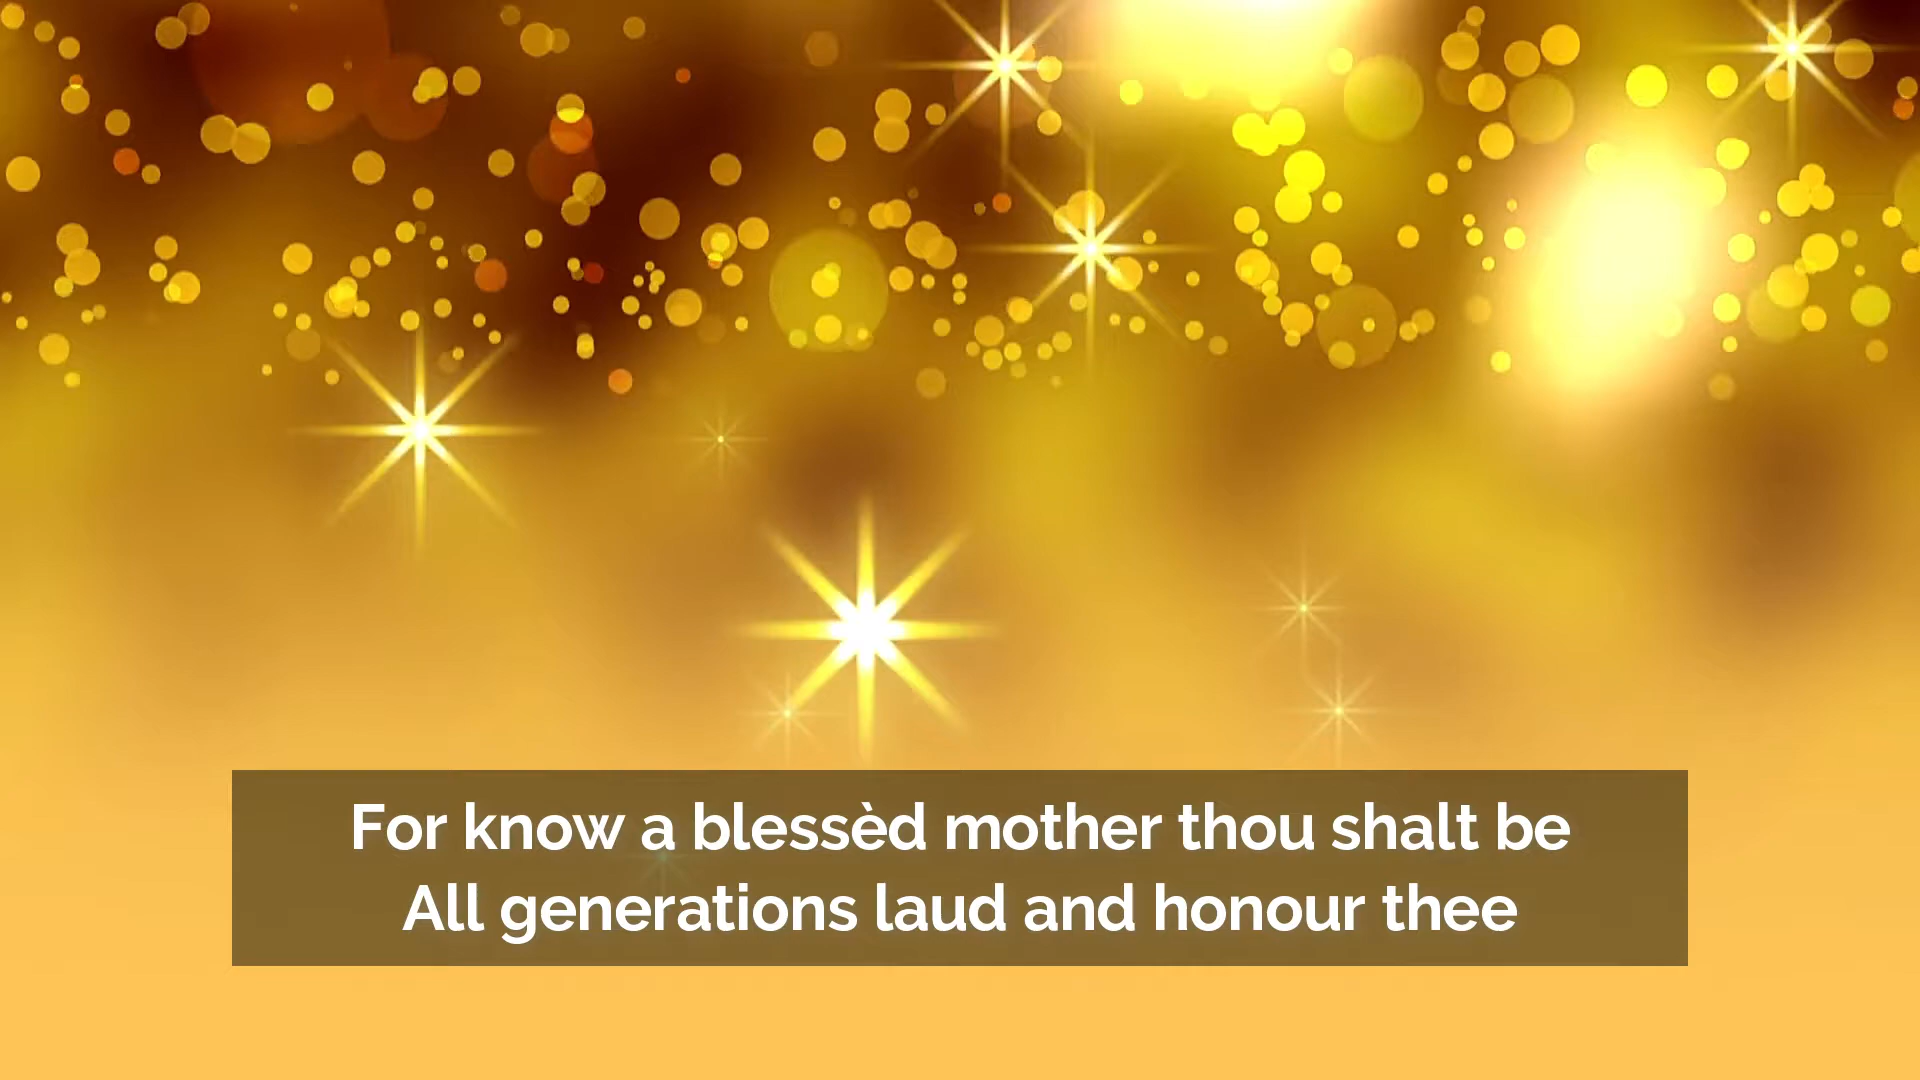 For know a blessèd mother thou shalt be
All generations laud and honour thee